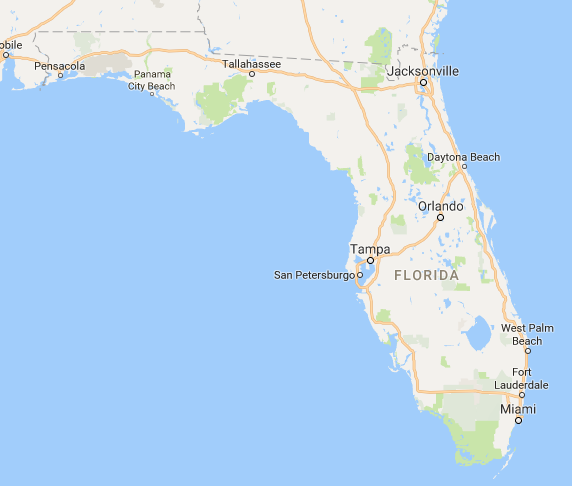 obile
Pensacola
Panama
City Beach
Tallahassee
Jacksonville
Daytona Beach
Orlando
Tampa
San Petersburgo
FLORIDA
West Palm
Beach
Fort
Lauderdale
Miami